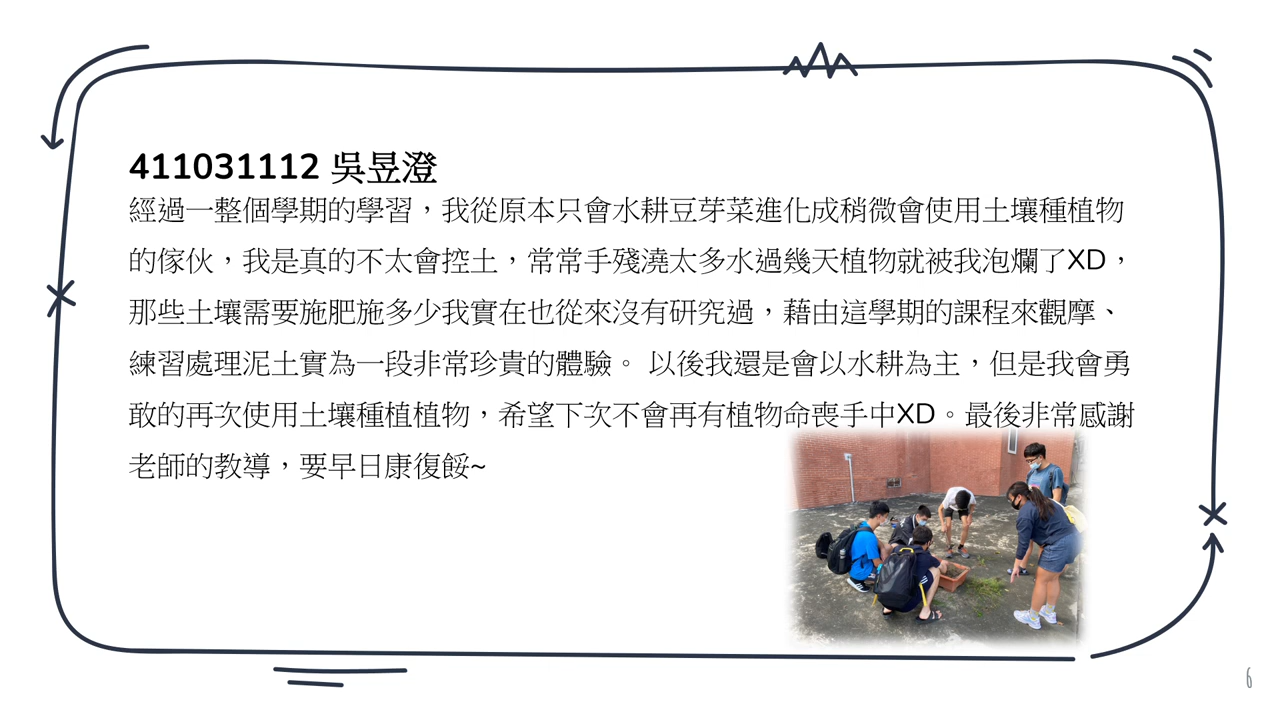 411031112 吳昱澄
經過一整個學期的學習，我從原本只會水耕豆芽菜進化成稍微會使用土壤種植物
的傢伙，我是真的不太會控土，常常手殘澆太多水過幾天植物就被我泡爛了XD，
那些土壤需要施肥施多少我實在也從來沒有研究過，藉由這學期的課程來觀摩、
練習處理泥土實為一段非常珍貴的體驗。 以後我還是會以水耕為主，但是我會勇
敢的再次使用土壤種植植物，希望下次不會再有植物命喪手中XD。最後非常感謝
老師的教導，要早日康復餒~
6